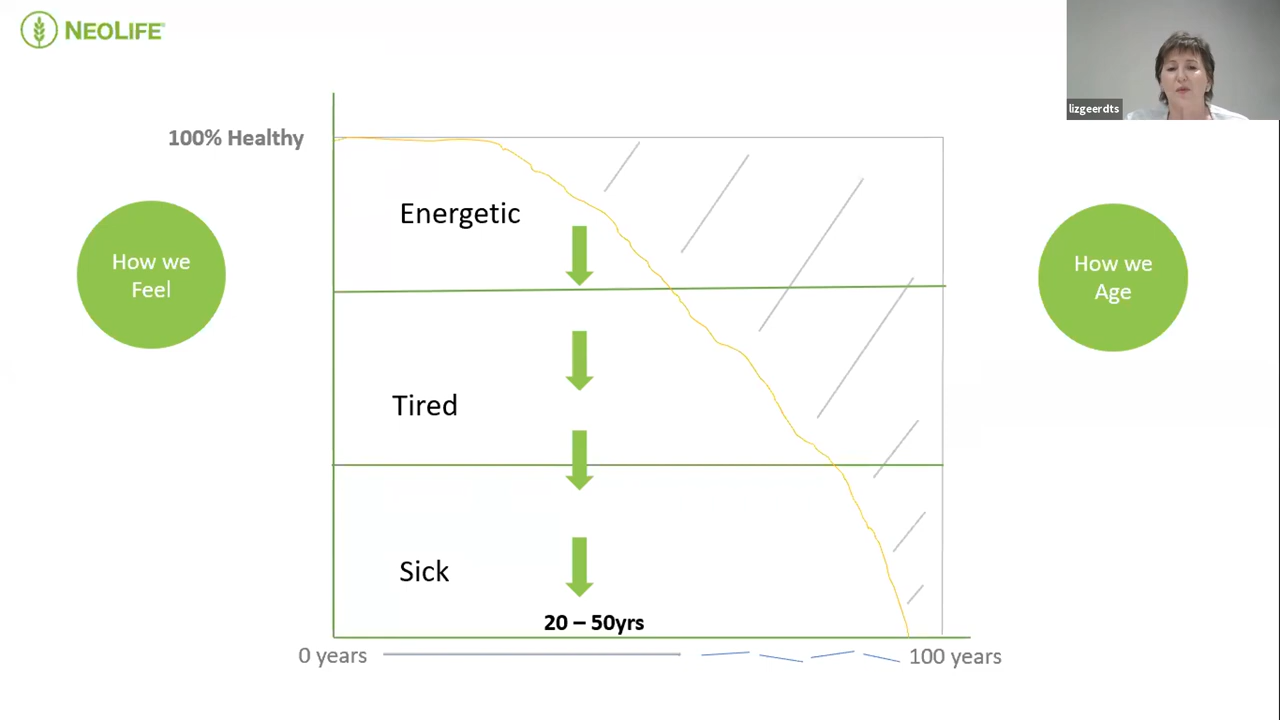 NEOLIFE
lizgeerdts
100% Healthy
How we
Feel
Energetic
How we
Age
Tired
Sick
20 – 50yrs
0 years
100 years